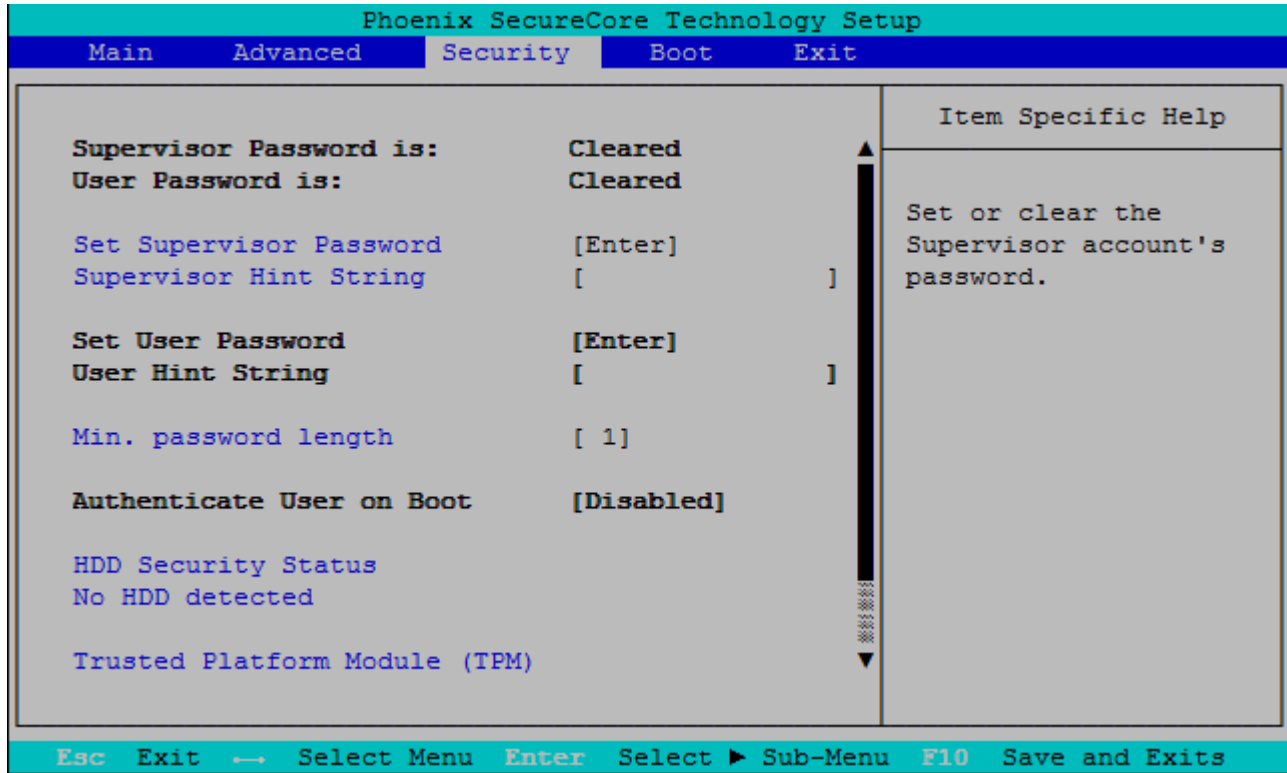 Phoenix SecureCore Technology Setup
Main Advanced Security Boot Exit
Item Specific Help
Supervisor Password is: Cleared
User Password is: Cleared
Set Supervisor Password [Enter]
Supervisor Hint String [ ]
Set User Password [Enter]
User Hint String [ ]
Min. password length [ 1]
Authenticate User on Boot [Disabled]
HDD Security Status
No HDD detected
Trusted Platform Module (TPM)
Set or clear the
Supervisor account's
password.
Esc Exit ←→ Select Menu Enter Select ▶ Sub-Menu F10 Save and Exits